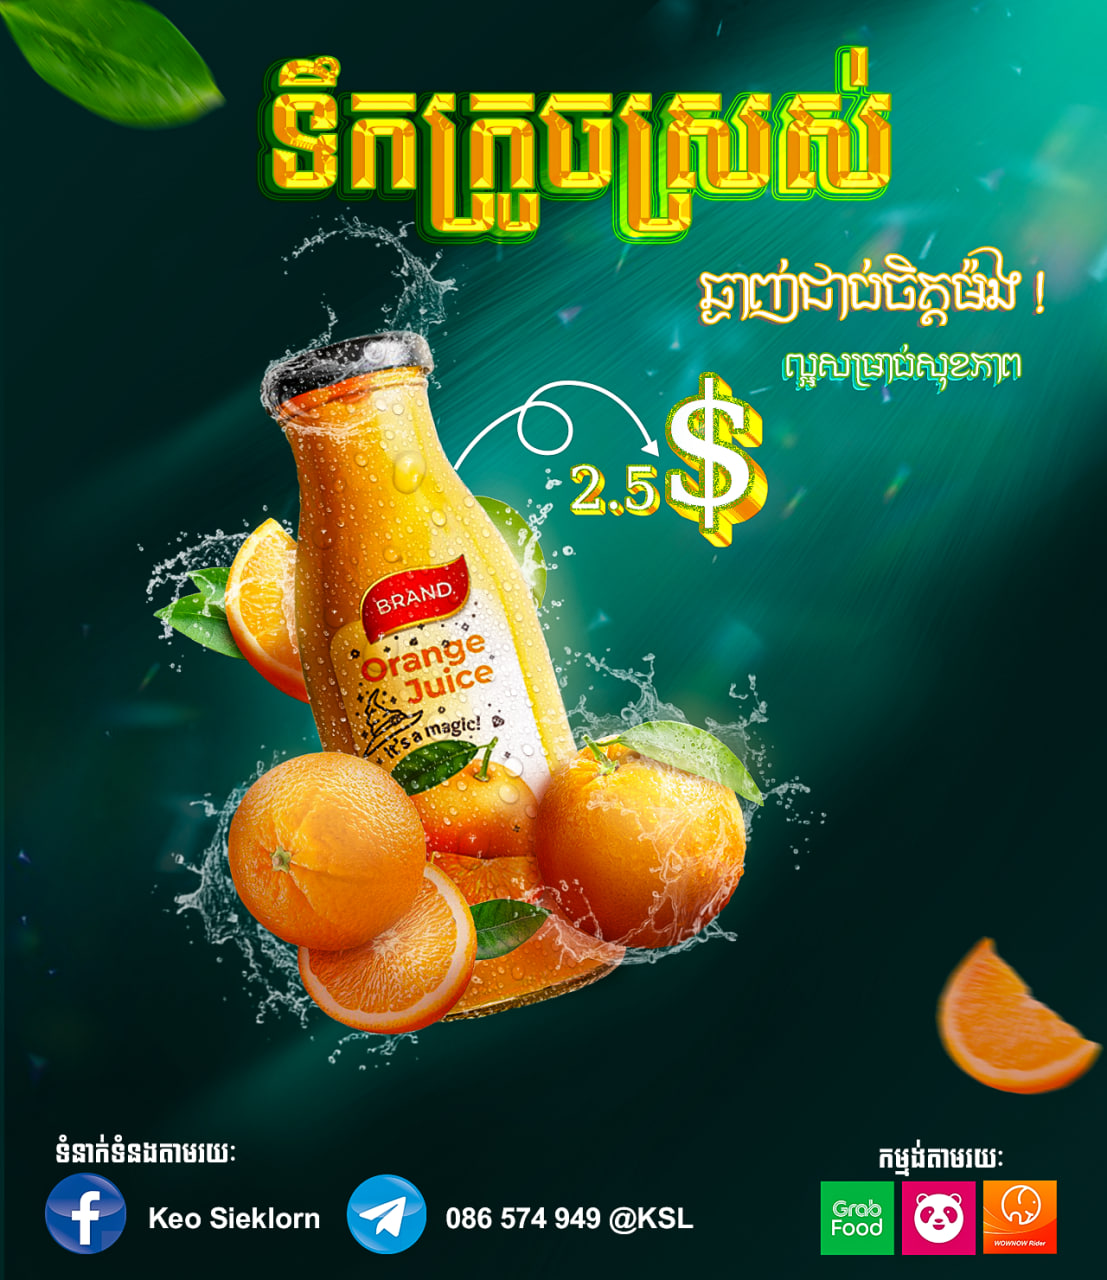 ទឹកក្រូចស្រស់
ឆ្ងាញ់ជាប់ចិត្តម៉ង !
ល្អសម្រាប់សុខភាព
2.5$
BRAND
Orange
Juice
it's a magic!
ទំនាក់ទំនងតាមរយៈ
Keo Sieklorn
086 574 949 @KSL
កម្មង់តាមរយៈ
Grab
Food
WOWNOW Rider